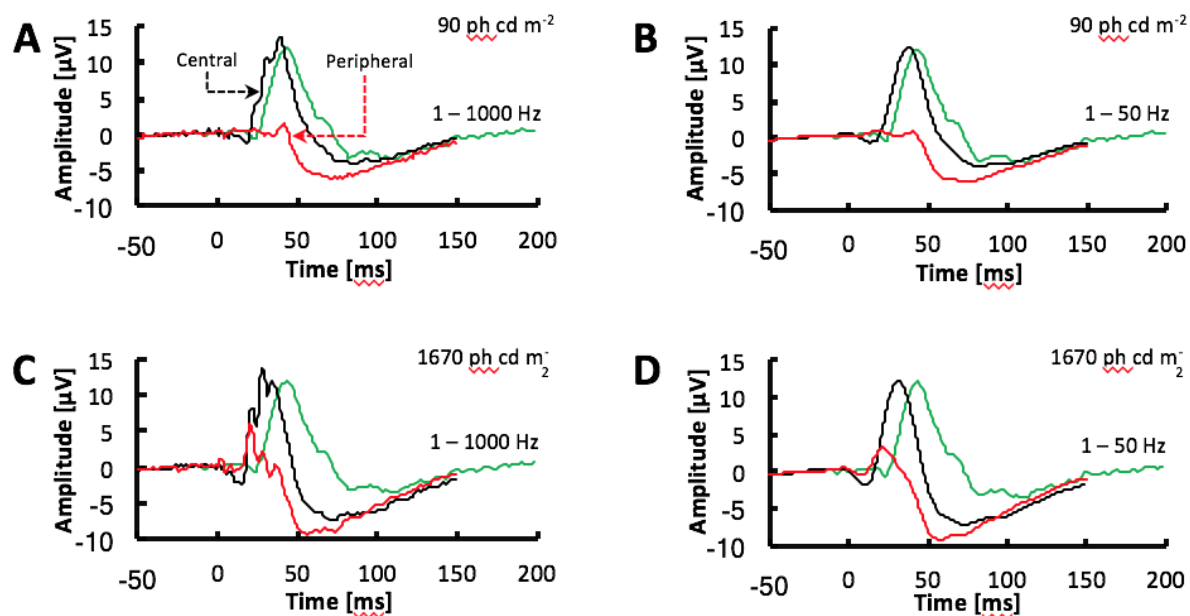 A
90 ph cd m-2
Central
Peripheral
1 – 1000 Hz
Amplitude [µV]
15
10
5
0
-5
-10
-50
0
50
100
150
200
Time [ms]
B
90 ph cd m-2
1 – 50 Hz
Amplitude [µV]
15
10
5
0
-5
-10
-50
0
50
100
150
200
Time [ms]
C
1670 ph cd m-2
1 – 1000 Hz
Amplitude [µV]
15
10
5
0
-5
-10
-50
0
50
100
150
200
Time [ms]
D
1670 ph cd m-2
1 – 50 Hz
Amplitude [µV]
15
10
5
0
-5
-10
-50
0
50
100
150
200
Time [ms]